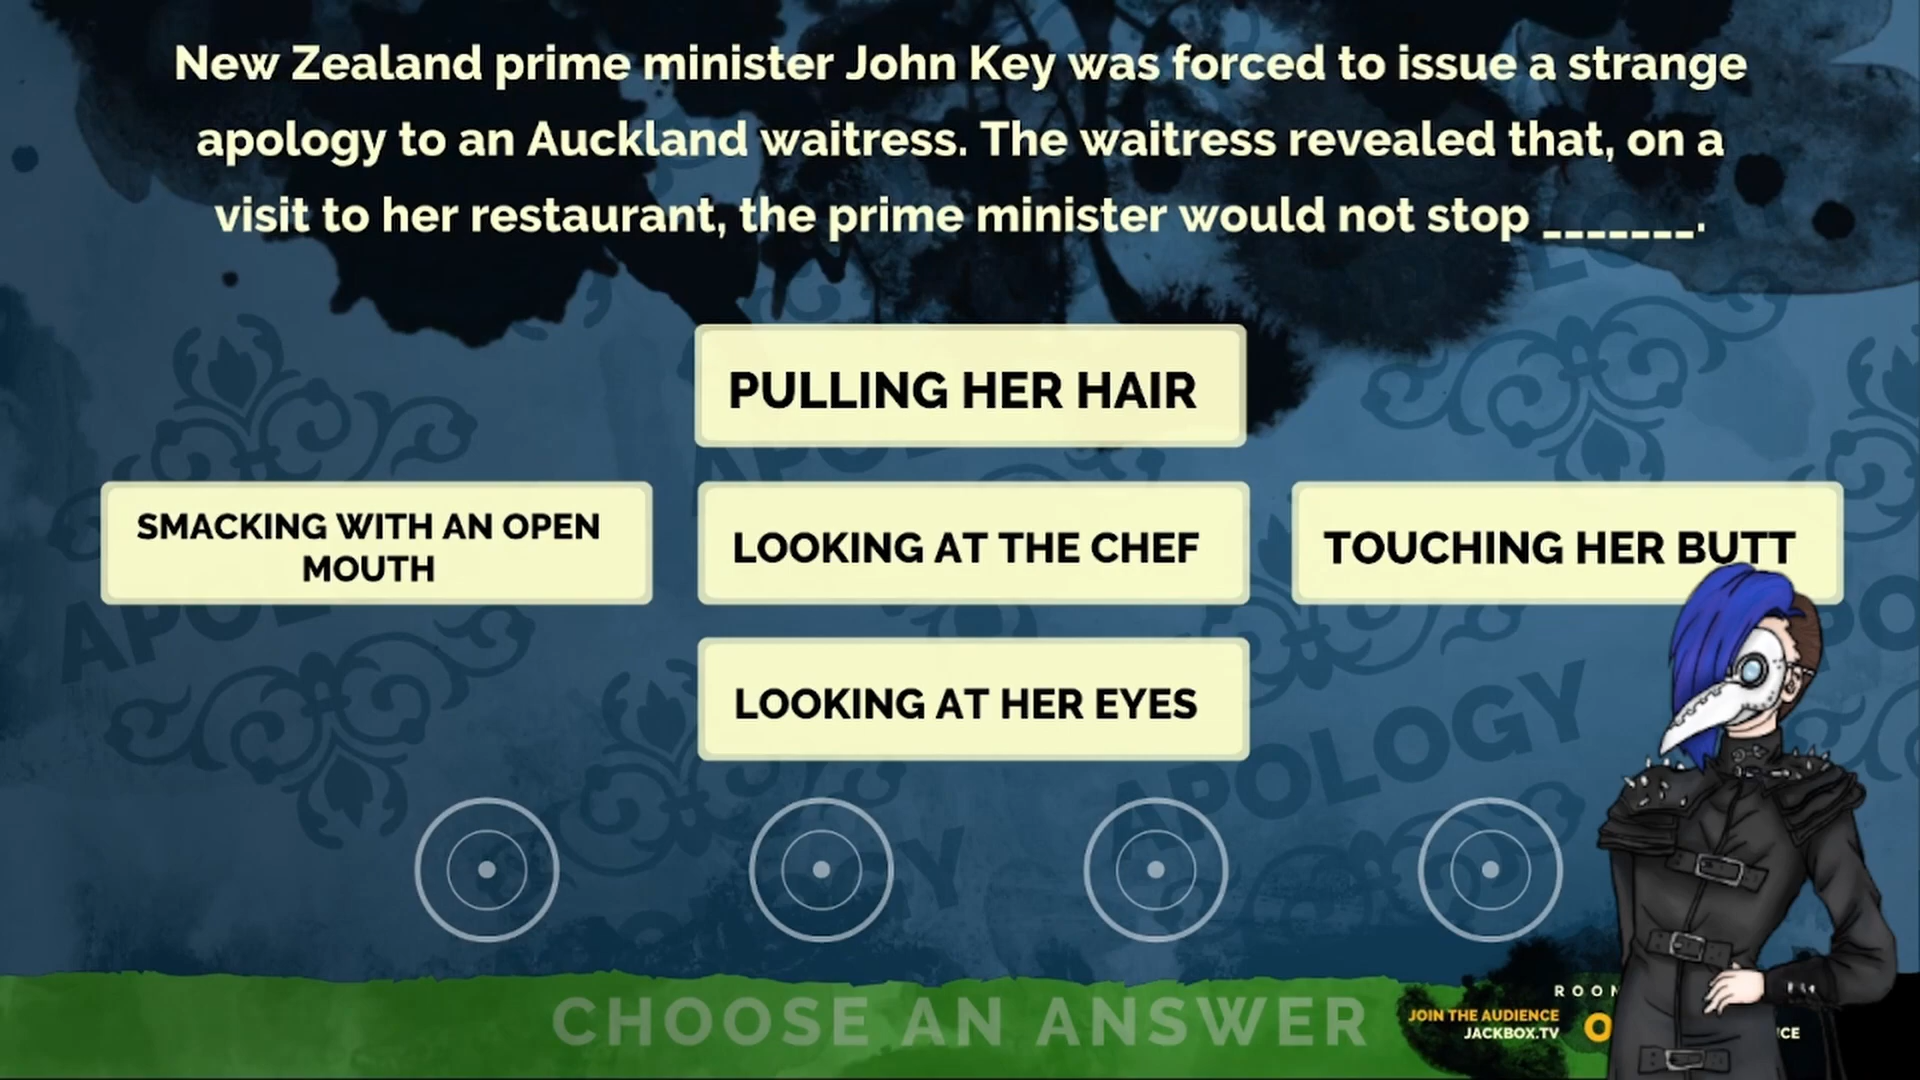 New Zealand prime minister John Key was forced to issue a strange
apology to an Auckland waitress. The waitress revealed that, on a
visit to her restaurant, the prime minister would not stop _______.
PULLING HER HAIR
SMACKING WITH AN OPEN
MOUTH
LOOKING AT THE CHEF
TOUCHING HER BUTT
LOOKING AT HER EYES
APOLOGY
APOLOGY
CHOOSE AN ANSWER
JOIN THE AUDIENCE
JACKBOX.TV